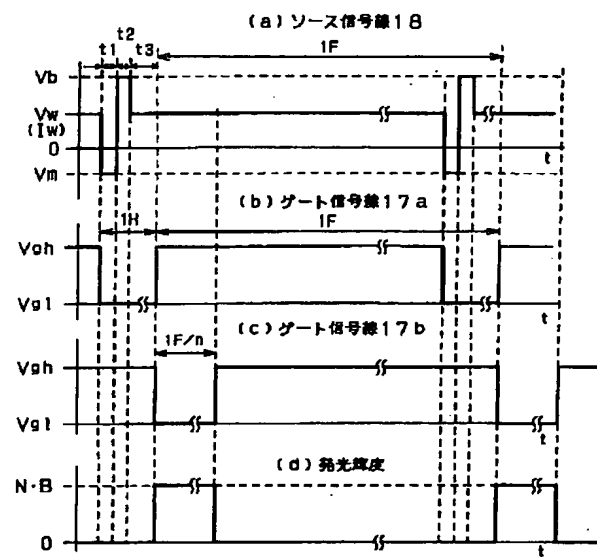 (a)ソース信号線18
t2
t1 t3 1F
Vb
Vw
(Iw)
0
t
Vm
(b)ゲート信号線17a
1H 1F
Vgh
Vgl
t
(c)ゲート信号線17b
1F/n
Vgh
Vgl
t
(d)発光輝度
N·B
0
t